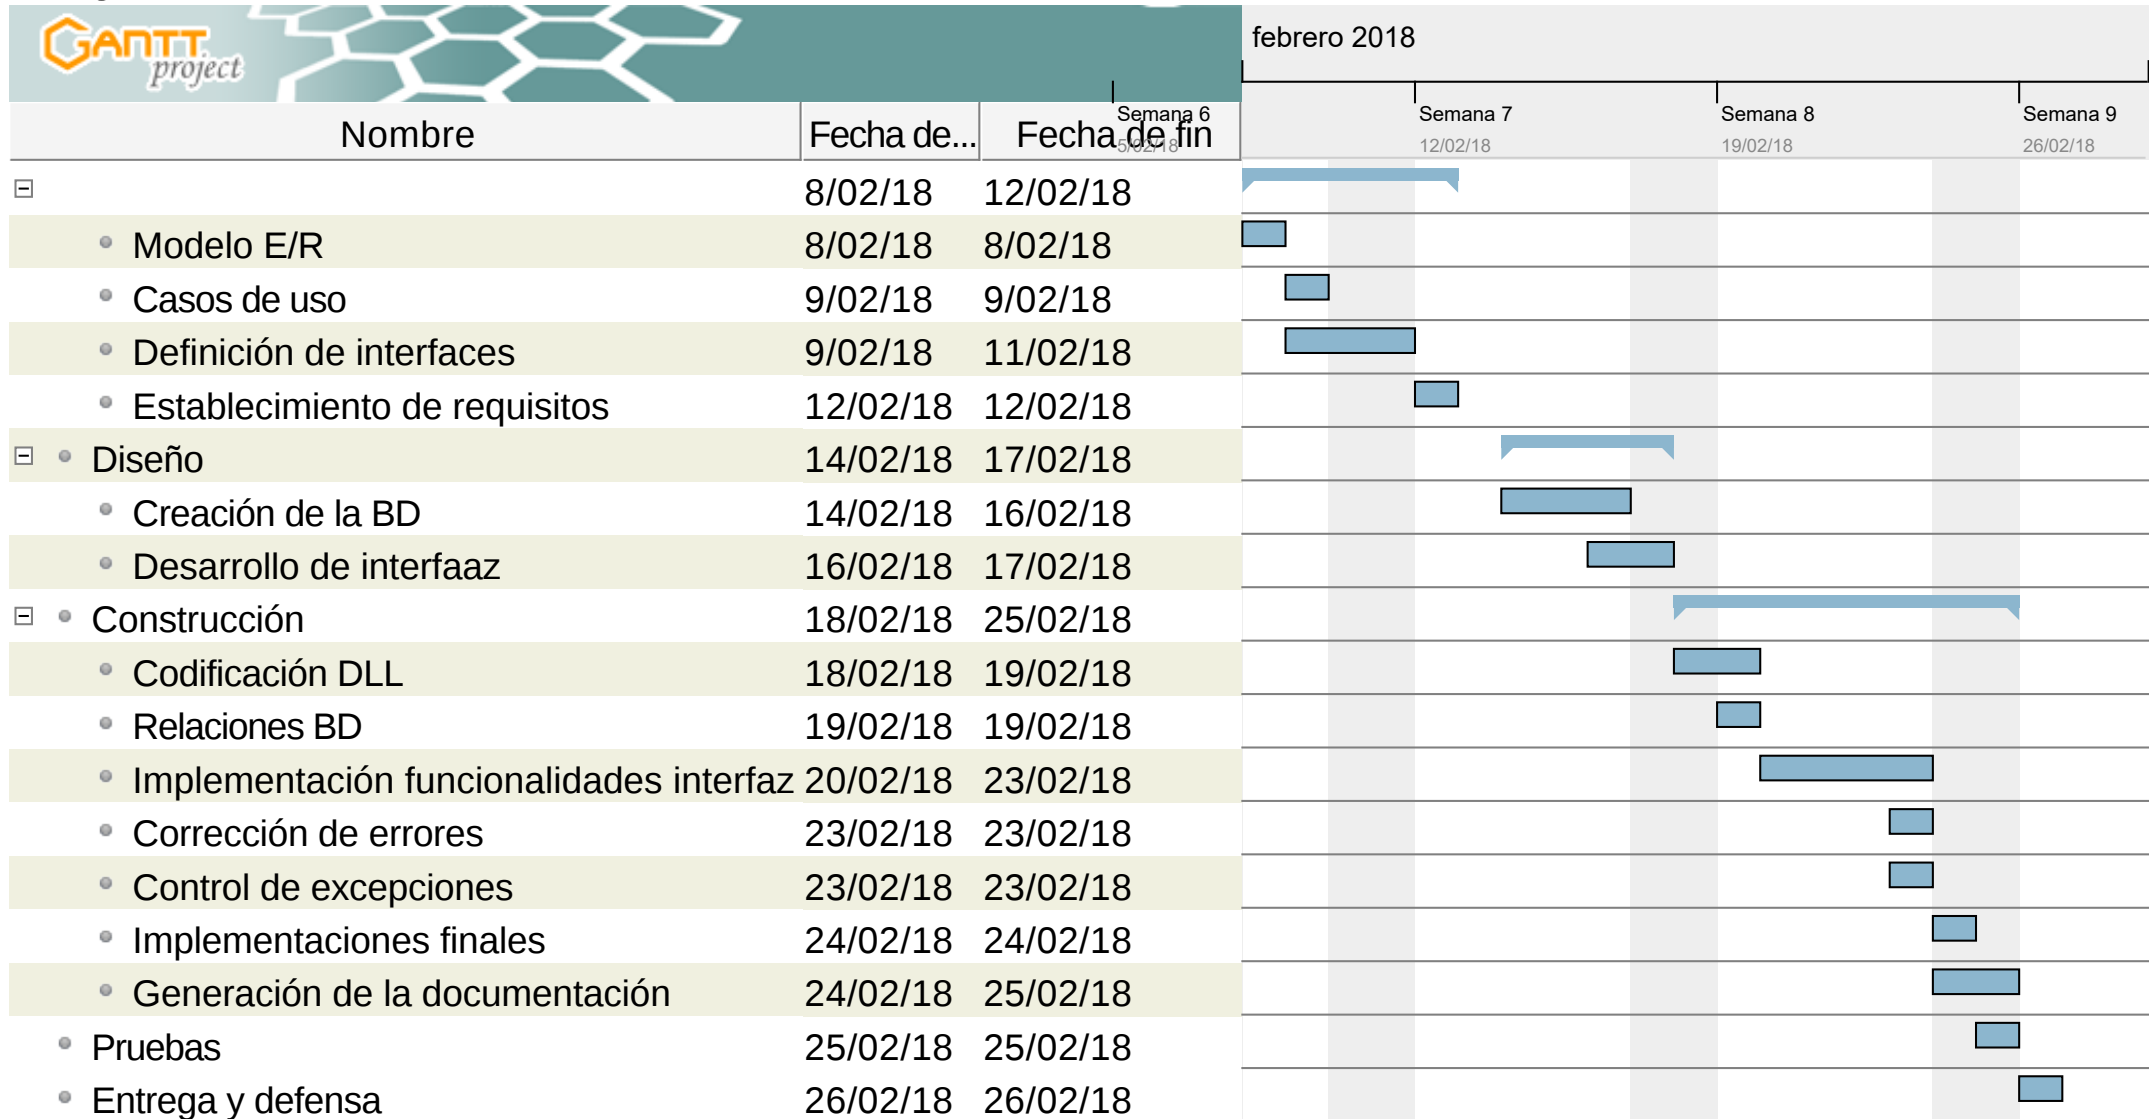 GANTT
project
febrero 2018
Nombre
Fecha de...
Fecha de fin
Semana 6
5/02/18
Semana 7
12/02/18
Semana 8
19/02/18
Semana 9
26/02/18
8/02/18 12/02/18
Modelo E/R 8/02/18 8/02/18
Casos de uso 9/02/18 9/02/18
Definición de interfaces 9/02/18 11/02/18
Establecimiento de requisitos 12/02/18 12/02/18
Diseño 14/02/18 17/02/18
Creación de la BD 14/02/18 16/02/18
Desarrollo de interfaaz 16/02/18 17/02/18
Construcción 18/02/18 25/02/18
Codificación DLL 18/02/18 19/02/18
Relaciones BD 19/02/18 19/02/18
Implementación funcionalidades interfaz 20/02/18 23/02/18
Corrección de errores 23/02/18 23/02/18
Control de excepciones 23/02/18 23/02/18
Implementaciones finales 24/02/18 24/02/18
Generación de la documentación 24/02/18 25/02/18
Pruebas 25/02/18 25/02/18
Entrega y defensa 26/02/18 26/02/18